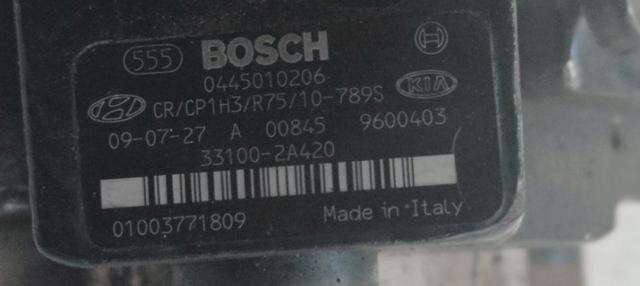 555 BOSCH
0445010206
CR/CP1H3/R75/10-789S KIA
09-07-27 A 00845 9600403
33100-2A420
01003771809 Made in Italy